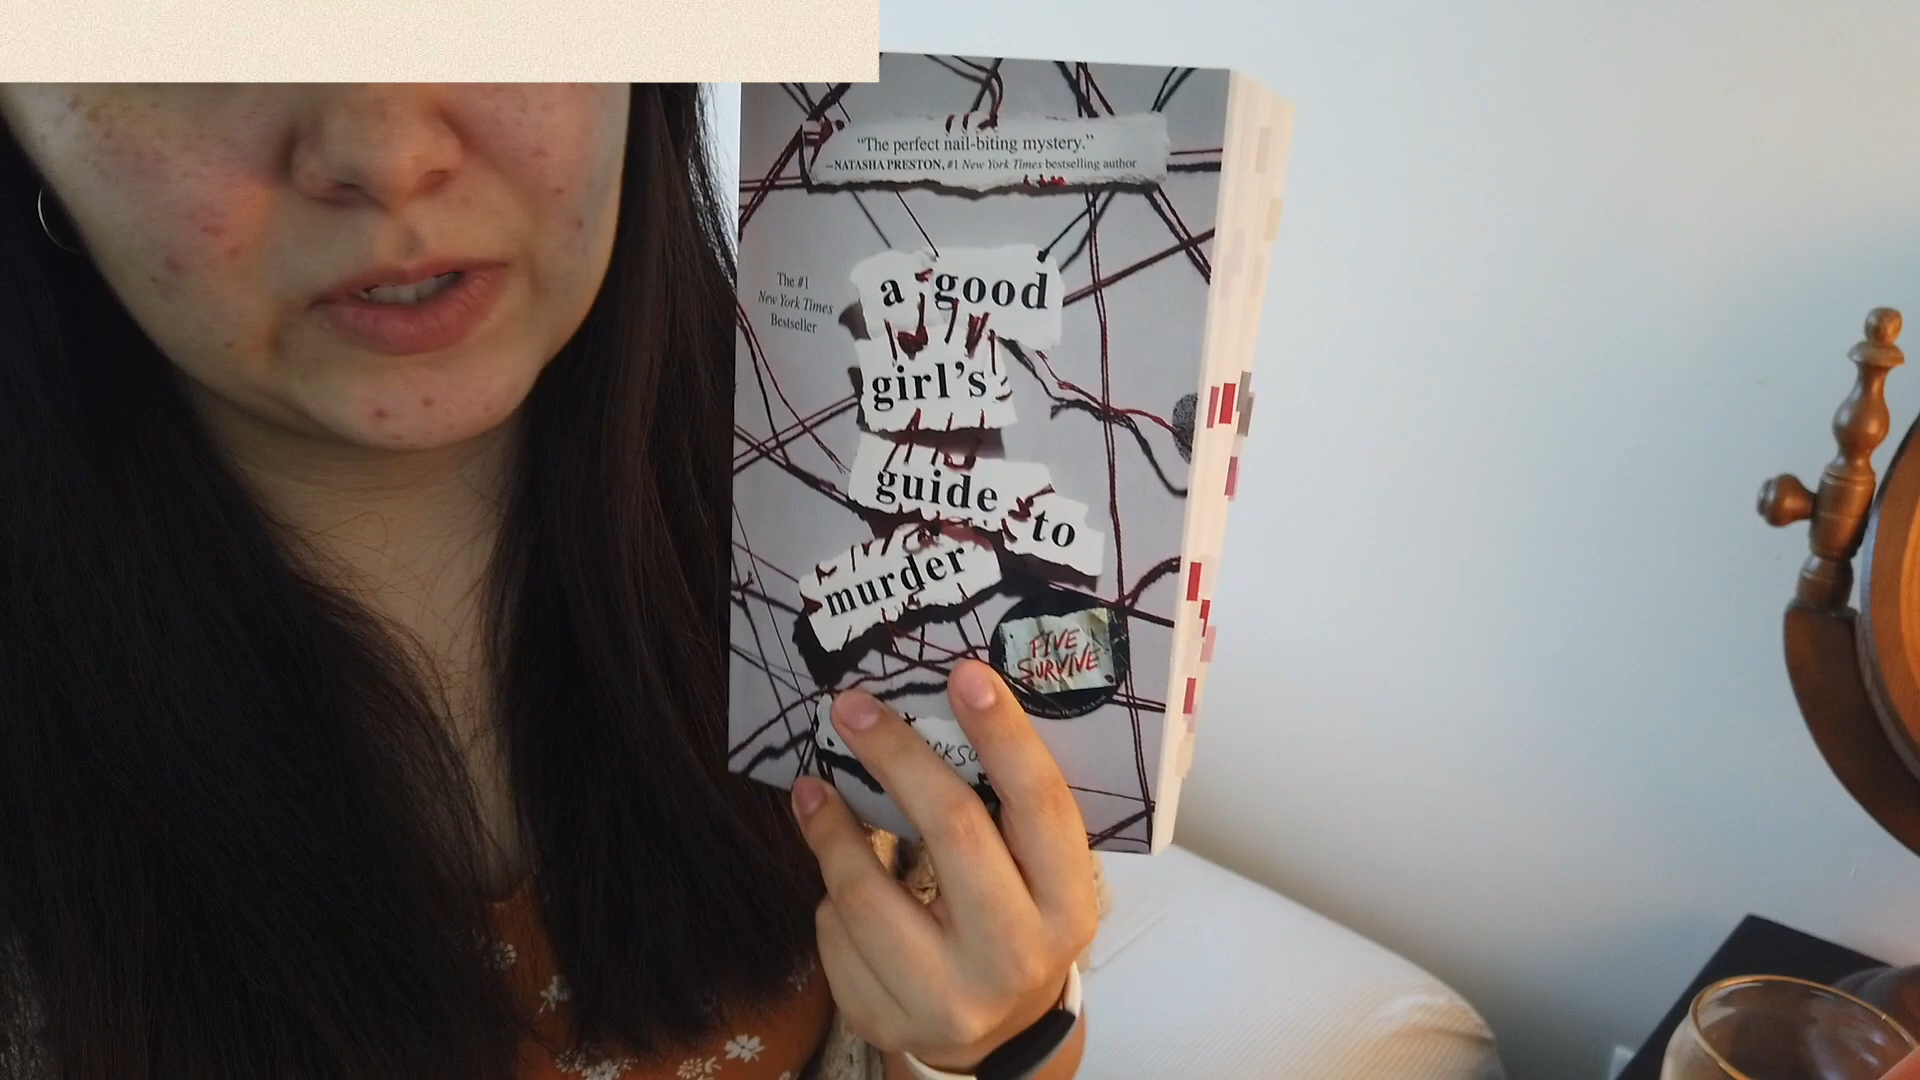 “The perfect nail-biting mystery.”
–NATASHA PRESTON, #1 New York Times bestselling author
The #1
New York Times
Bestseller
a good
girl’s
guide
to
murder
FIVE
SURVIVE